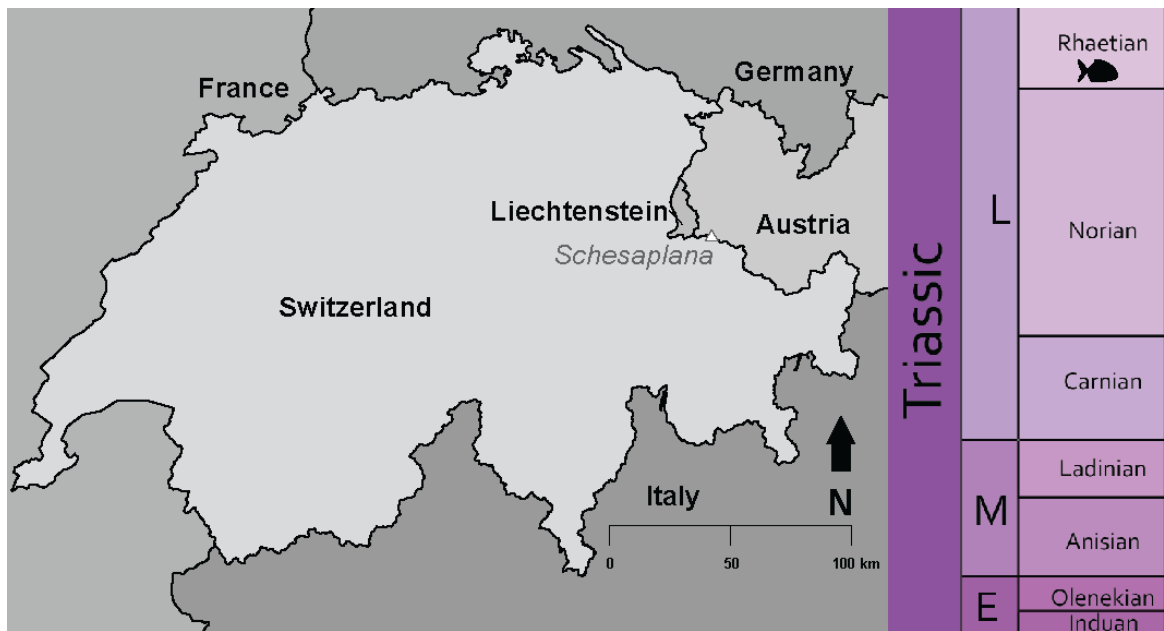 France
Germany
Liechtenstein
Austria
Schesaplana
Switzerland
Italy
N
0 50 100 km
Triassic
L
M
E
Rhaetian
Norian
Carnian
Ladinian
Anisian
Olenekian
Induan